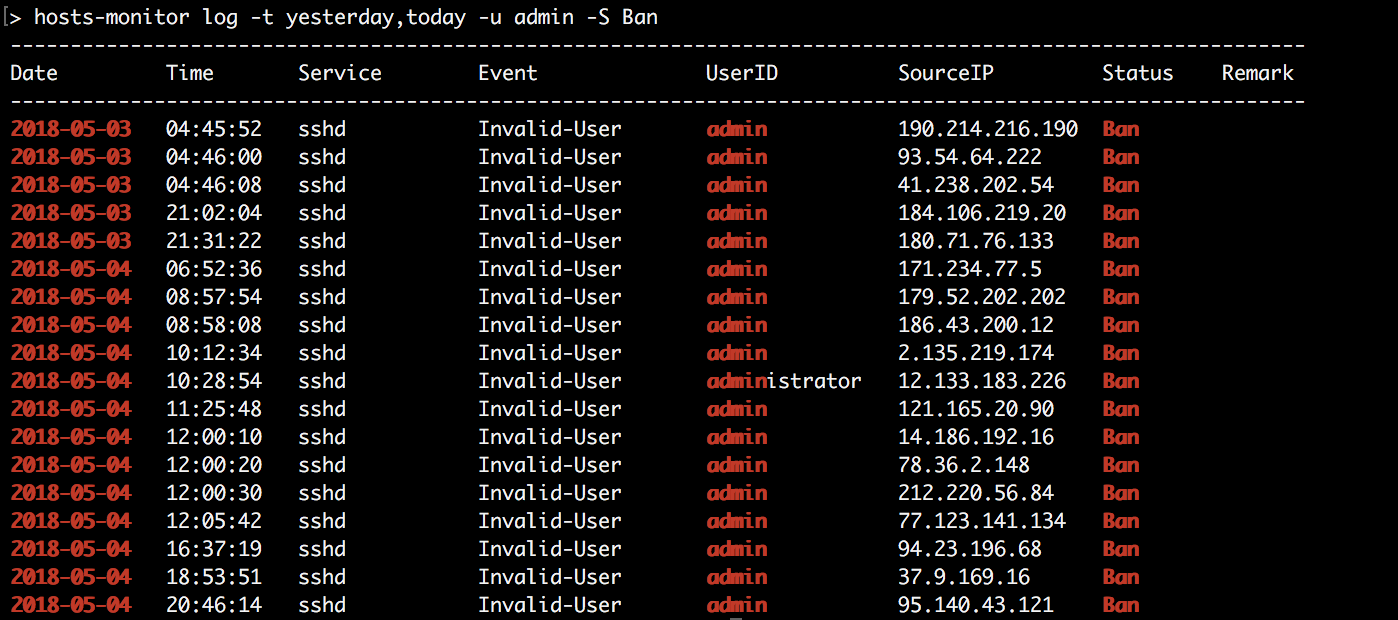 [> hosts-monitor log -t yesterday,today -u admin -S Ban
------------------------------------------------------------------------------------------------------------
Date Time Service Event UserID SourceIP Status Remark
------------------------------------------------------------------------------------------------------------
2018-05-03 04:45:52 sshd Invalid-User admin 190.214.216.190 Ban
2018-05-03 04:46:00 sshd Invalid-User admin 93.54.64.222 Ban
2018-05-03 04:46:08 sshd Invalid-User admin 41.238.202.54 Ban
2018-05-03 21:02:04 sshd Invalid-User admin 184.106.219.20 Ban
2018-05-03 21:31:22 sshd Invalid-User admin 180.71.76.133 Ban
2018-05-04 06:52:36 sshd Invalid-User admin 171.234.77.5 Ban
2018-05-04 08:57:54 sshd Invalid-User admin 179.52.202.202 Ban
2018-05-04 08:58:08 sshd Invalid-User admin 186.43.200.12 Ban
2018-05-04 10:12:34 sshd Invalid-User admin 2.135.219.174 Ban
2018-05-04 10:28:54 sshd Invalid-User administrator 12.133.183.226 Ban
2018-05-04 11:25:48 sshd Invalid-User admin 121.165.20.90 Ban
2018-05-04 12:00:10 sshd Invalid-User admin 14.186.192.16 Ban
2018-05-04 12:00:20 sshd Invalid-User admin 78.36.2.148 Ban
2018-05-04 12:00:30 sshd Invalid-User admin 212.220.56.84 Ban
2018-05-04 12:05:42 sshd Invalid-User admin 77.123.141.134 Ban
2018-05-04 16:37:19 sshd Invalid-User admin 94.23.196.68 Ban
2018-05-04 18:53:51 sshd Invalid-User admin 37.9.169.16 Ban
2018-05-04 20:46:14 sshd Invalid-User admin 95.140.43.121 Ban